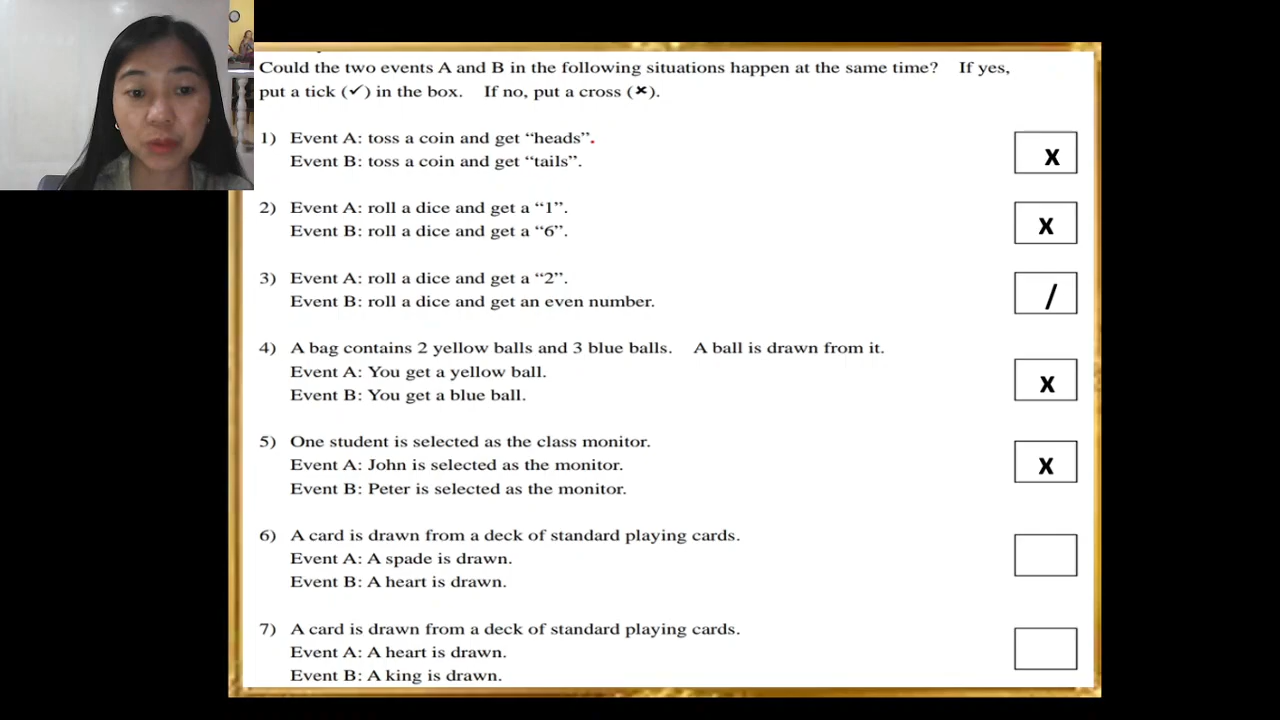 Could the two events A and B in the following situations happen at the same time? If yes,
put a tick (✓) in the box. If no, put a cross (✖).
1) Event A: toss a coin and get “heads”.
Event B: toss a coin and get “tails”.
x
2) Event A: roll a dice and get a “1”.
Event B: roll a dice and get a “6”.
x
3) Event A: roll a dice and get a “2”.
Event B: roll a dice and get an even number.
/
4) A bag contains 2 yellow balls and 3 blue balls. A ball is drawn from it.
Event A: You get a yellow ball.
Event B: You get a blue ball.
x
5) One student is selected as the class monitor.
Event A: John is selected as the monitor.
Event B: Peter is selected as the monitor.
x
6) A card is drawn from a deck of standard playing cards.
Event A: A spade is drawn.
Event B: A heart is drawn.
7) A card is drawn from a deck of standard playing cards.
Event A: A heart is drawn.
Event B: A king is drawn.